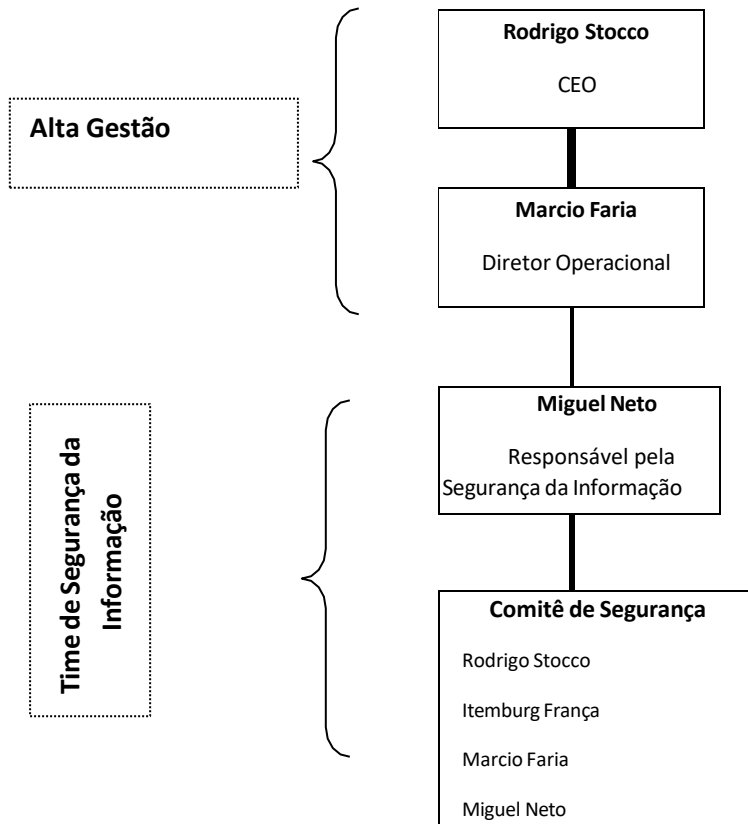 Alta Gestão
Rodrigo Stocco
CEO
Marcio Faria
Diretor Operacional
Time de Segurança da
Informação
Miguel Neto
Responsável pela
Segurança da Informação
Comitê de Segurança
Rodrigo Stocco
Itemburg França
Marcio Faria
Miguel Neto